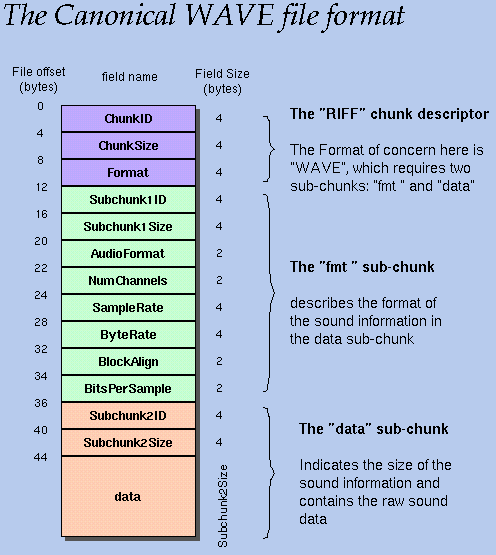 The Canonical WAVE file format
File offset
(bytes)
field name
Field Size
(bytes)
0
ChunkID
4
4
ChunkSize
4
8
Format
4
12
Subchunk1ID
4
16
Subchunk1Size
4
20
AudioFormat
2
22
NumChannels
2
24
SampleRate
4
28
ByteRate
4
32
BlockAlign
2
34
BitsPerSample
2
36
Subchunk2ID
4
40
Subchunk2Size
4
44
data
Subchunk2Size
The "RIFF" chunk descriptor
The Format of concern here is
"WAVE", which requires two
sub-chunks: "fmt " and "data"
The "fmt " sub-chunk
describes the format of
the sound information in
the data sub-chunk
The "data" sub-chunk
Indicates the size of the
sound information and
contains the raw sound
data